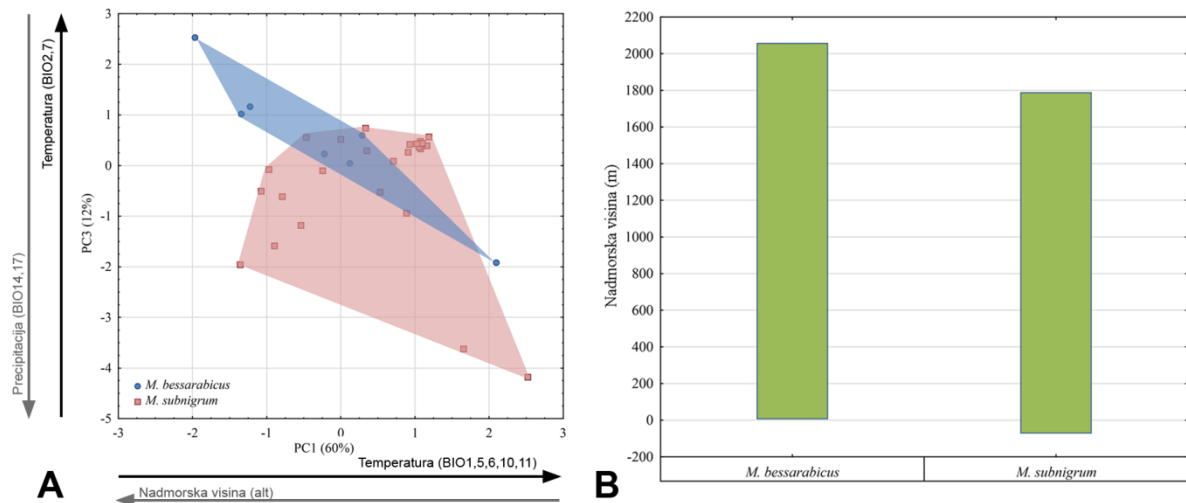 Precipitacija (BIO14,17)
Temperatura (BIO2,7)
PC3 (12%)
3
2
1
0
-1
-2
-3
-4
-5
M. bessarabicus
M. subnigrum
-3 -2 -1 0 1 2 3
PC1 (60%)
Temperatura (BIO1,5,6,10,11)
Nadmorska visina (alt)
A
Nadmorska visina (m)
2200
2000
1800
1600
1400
1200
1000
800
600
400
200
0
-200
M. bessarabicus M. subnigrum
B